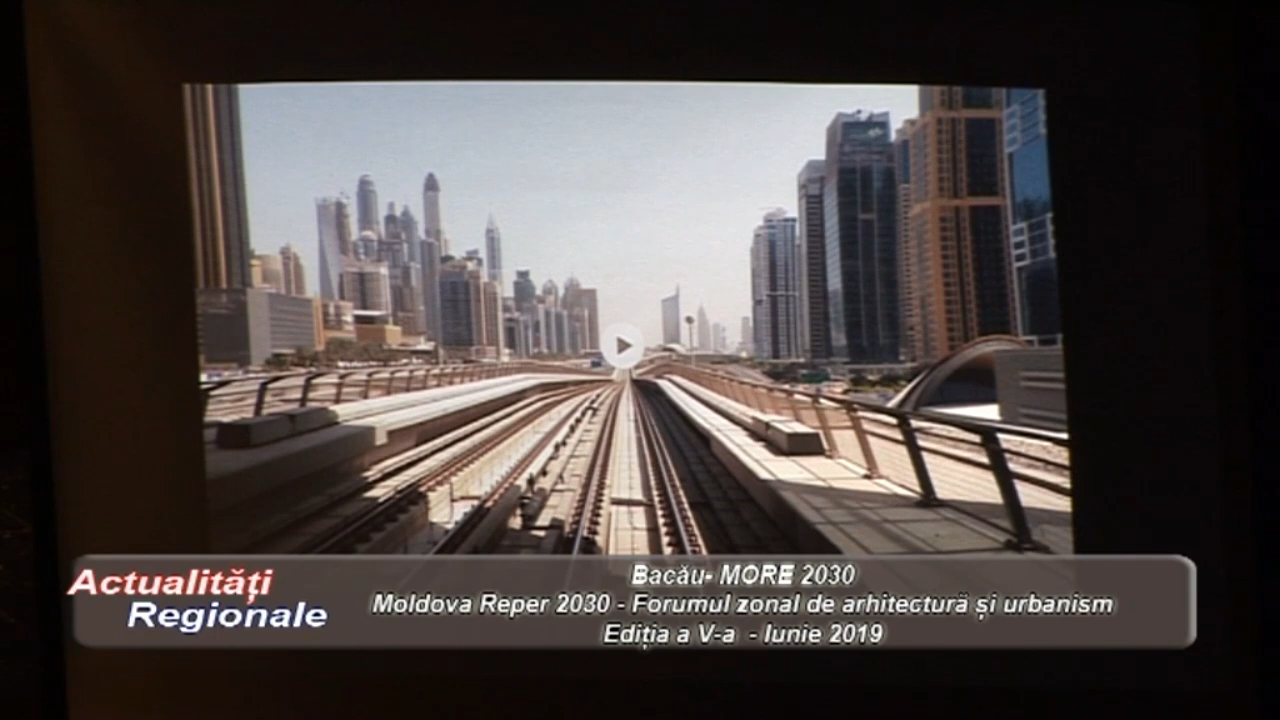 Actualități
Regionale
Bacău- MORE 2030
Moldova Reper 2030 - Forumul zonal de arhitectură și urbanism
Ediția a V-a - Iunie 2019